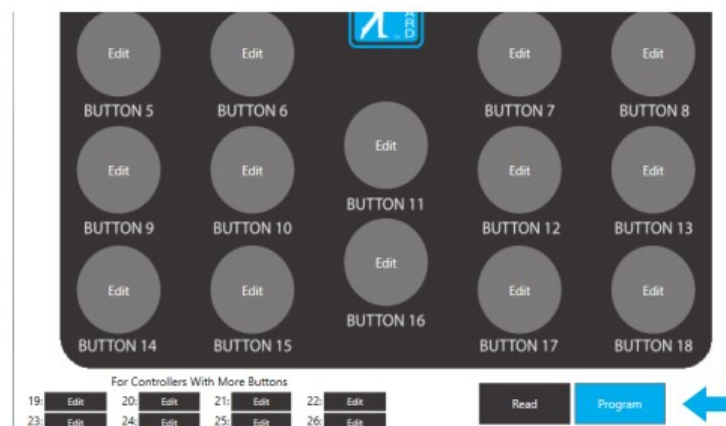 A
R
D
Edit Edit Edit Edit
BUTTON 5 BUTTON 6 BUTTON 7 BUTTON 8
Edit Edit Edit Edit Edit
BUTTON 9 BUTTON 10 BUTTON 11 BUTTON 12 BUTTON 13
Edit Edit Edit Edit Edit
BUTTON 14 BUTTON 15 BUTTON 16 BUTTON 17 BUTTON 18
For Controllers With More Buttons
19: Edit 20: Edit 21: Edit 22: Edit Read Program
23: Edit 24: Edit 25: Edit 26: Edit